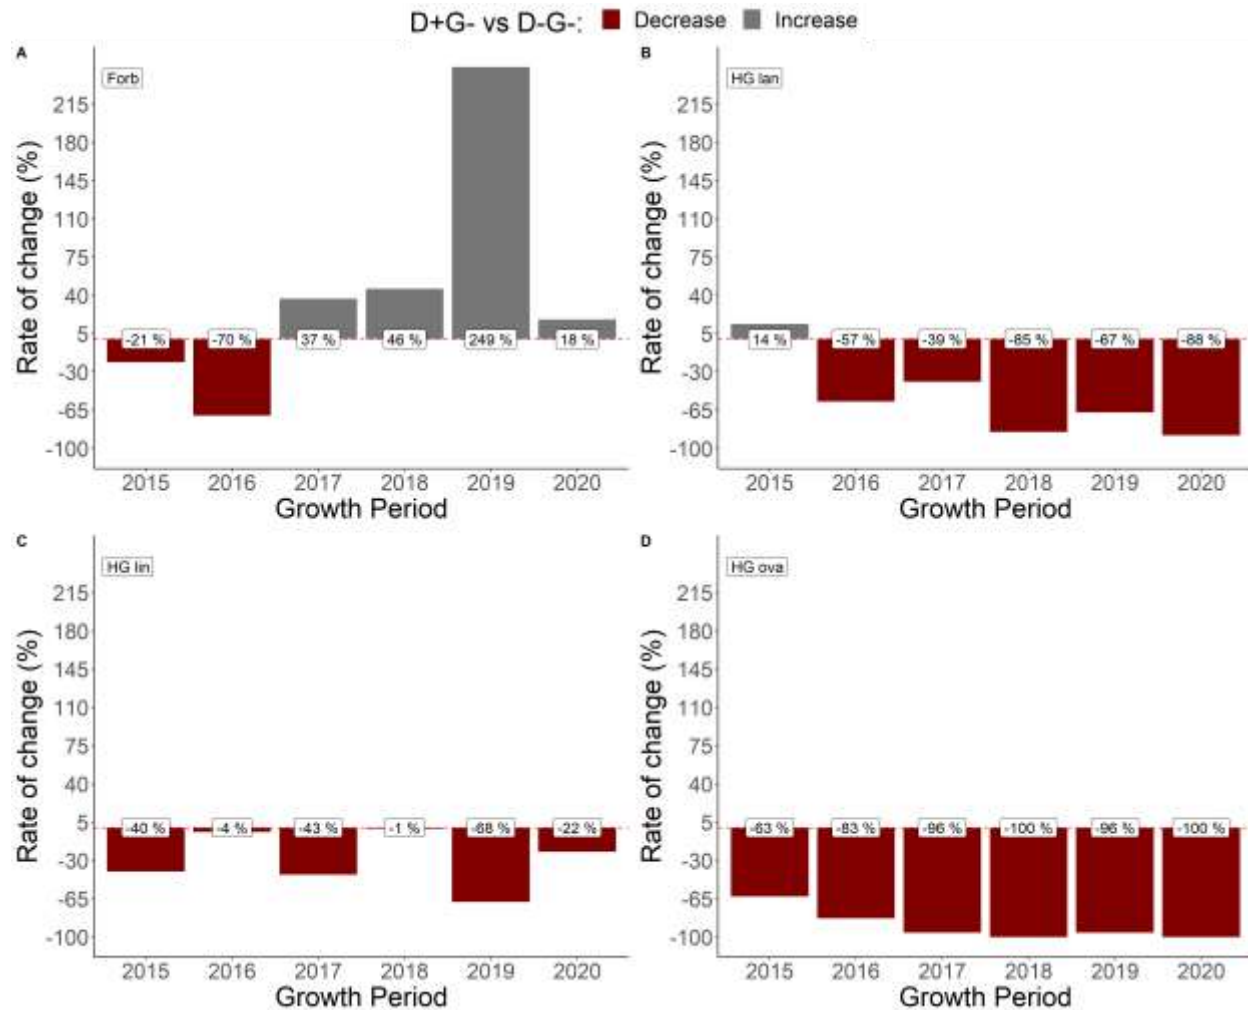 D+G- vs D-G-: Decrease Increase
A
Forb
Rate of change (%)
215
180
145
110
75
40
5
-30
-65
-100
-21 % -70 % 37 % 46 % 249 % 18 %
2015 2016 2017 2018 2019 2020
Growth Period
B
HG lan
Rate of change (%)
215
180
145
110
75
40
5
-30
-65
-100
14 % -57 % -39 % -85 % -67 % -88 %
2015 2016 2017 2018 2019 2020
Growth Period
C
HG lin
Rate of change (%)
215
180
145
110
75
40
5
-30
-65
-100
-40 % -4 % -43 % -1 % -68 % -22 %
2015 2016 2017 2018 2019 2020
Growth Period
D
HG ova
Rate of change (%)
215
180
145
110
75
40
5
-30
-65
-100
-63 % -83 % -96 % -100 % -96 % -100 %
2015 2016 2017 2018 2019 2020
Growth Period